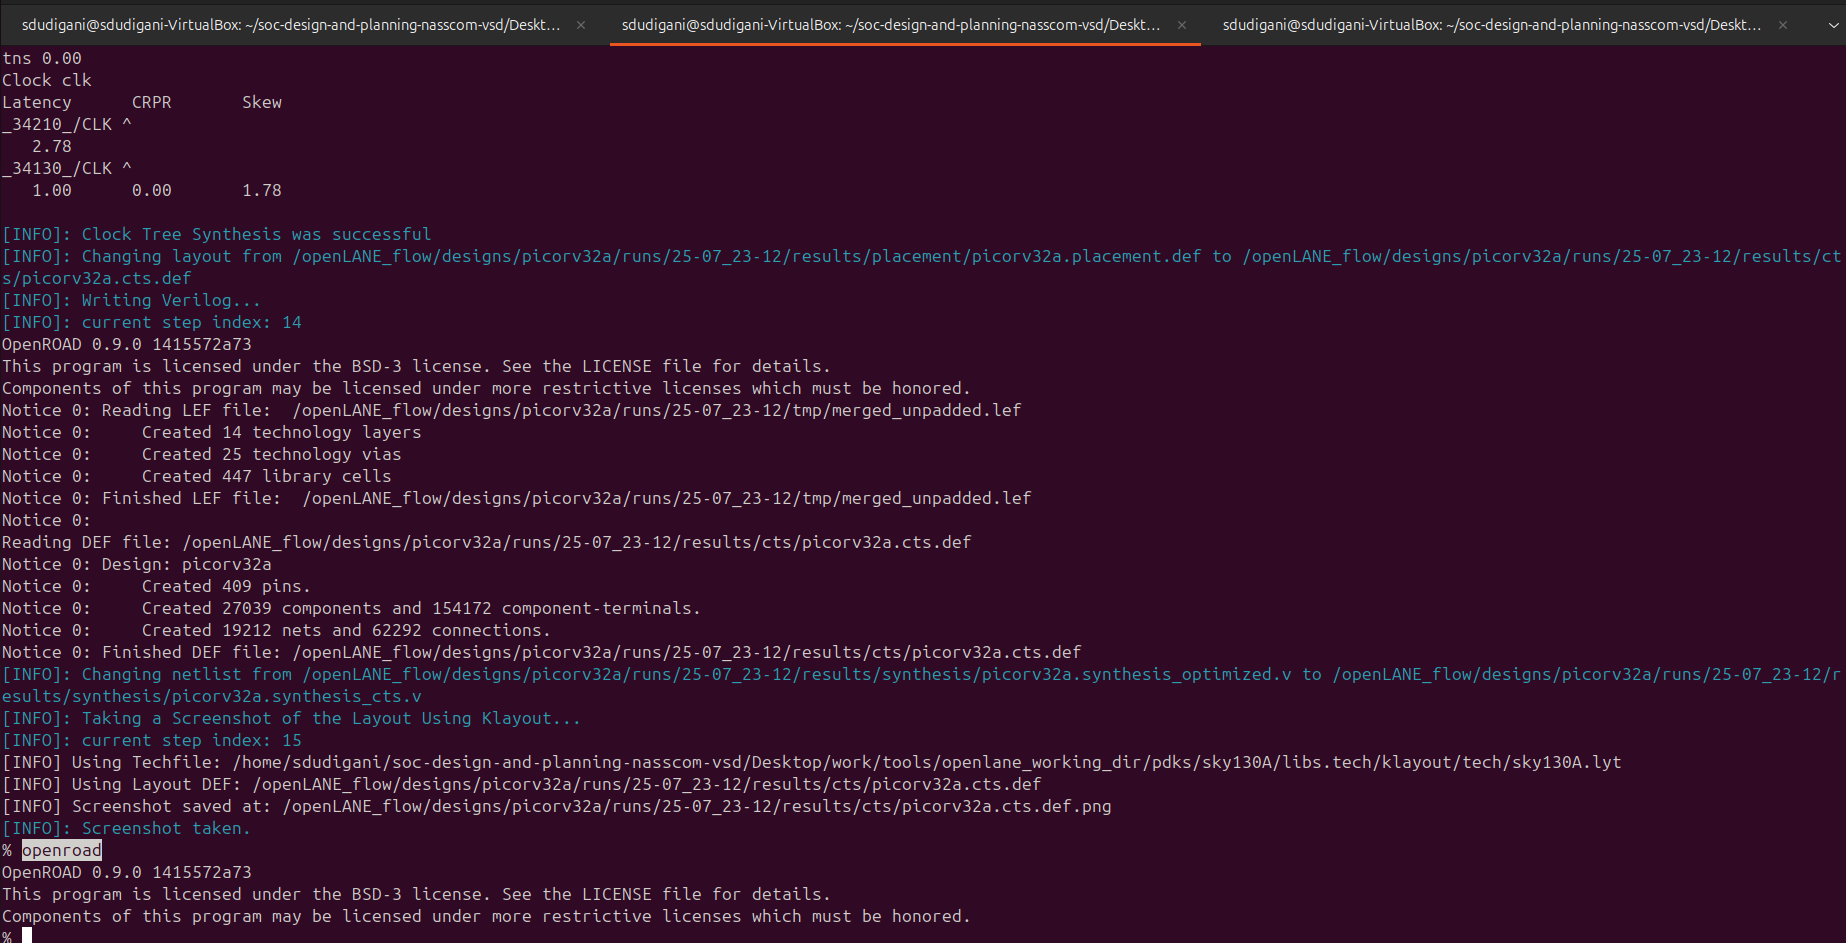 sdudigani@sdudigani-VirtualBox: ~/soc-design-and-planning-nasscom-vsd/Deskt... × sdudigani@sdudigani-VirtualBox: ~/soc-design-and-planning-nasscom-vsd/Deskt... × sdudigani@sdudigani-VirtualBox: ~/soc-design-and-planning-nasscom-vsd/Deskt... ×
tns 0.00
Clock clk
Latency      CRPR       Skew
_34210_/CLK ^
   2.78
_34130_/CLK ^
   1.00      0.00       1.78
[INFO]: Clock Tree Synthesis was successful
[INFO]: Changing layout from /openLANE_flow/designs/picorv32a/runs/25-07_23-12/results/placement/picorv32a.placement.def to /openLANE_flow/designs/picorv32a/runs/25-07_23-12/results/ct
s/picorv32a.cts.def
[INFO]: Writing Verilog...
[INFO]: current step index: 14
OpenROAD 0.9.0 1415572a73
This program is licensed under the BSD-3 license. See the LICENSE file for details.
Components of this program may be licensed under more restrictive licenses which must be honored.
Notice 0: Reading LEF file:  /openLANE_flow/designs/picorv32a/runs/25-07_23-12/tmp/merged_unpadded.lef
Notice 0:     Created 14 technology layers
Notice 0:     Created 25 technology vias
Notice 0:     Created 447 library cells
Notice 0: Finished LEF file:  /openLANE_flow/designs/picorv32a/runs/25-07_23-12/tmp/merged_unpadded.lef
Notice 0:
Reading DEF file: /openLANE_flow/designs/picorv32a/runs/25-07_23-12/results/cts/picorv32a.cts.def
Notice 0: Design: picorv32a
Notice 0:     Created 409 pins.
Notice 0:     Created 27039 components and 154172 component-terminals.
Notice 0:     Created 19212 nets and 62292 connections.
Notice 0: Finished DEF file: /openLANE_flow/designs/picorv32a/runs/25-07_23-12/results/cts/picorv32a.cts.def
[INFO]: Changing netlist from /openLANE_flow/designs/picorv32a/runs/25-07_23-12/results/synthesis/picorv32a.synthesis_optimized.v to /openLANE_flow/designs/picorv32a/runs/25-07_23-12/r
esults/synthesis/picorv32a.synthesis_cts.v
[INFO]: Taking a Screenshot of the Layout Using Klayout...
[INFO]: current step index: 15
[INFO] Using Techfile: /home/sdudigani/soc-design-and-planning-nasscom-vsd/Desktop/work/tools/openlane_working_dir/pdks/sky130A/libs.tech/klayout/tech/sky130A.lyt
[INFO] Using Layout DEF: /openLANE_flow/designs/picorv32a/runs/25-07_23-12/results/cts/picorv32a.cts.def
[INFO] Screenshot saved at: /openLANE_flow/designs/picorv32a/runs/25-07_23-12/results/cts/picorv32a.cts.def.png
[INFO]: Screenshot taken.
% openroad
OpenROAD 0.9.0 1415572a73
This program is licensed under the BSD-3 license. See the LICENSE file for details.
Components of this program may be licensed under more restrictive licenses which must be honored.
%